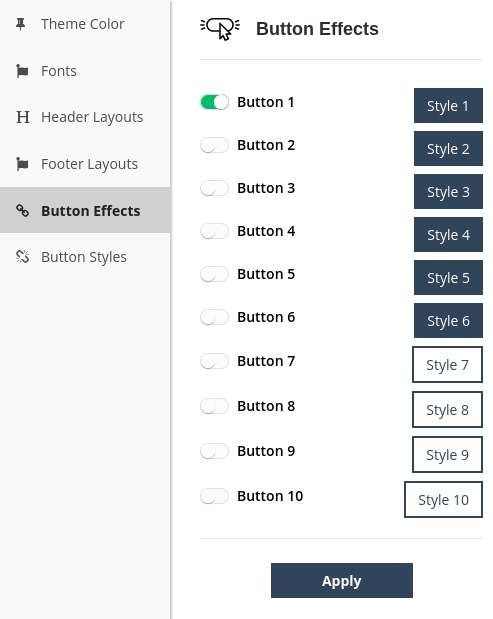 Theme Color
Fonts
Header Layouts
Footer Layouts
Button Effects
Button Styles
Button Effects
Button 1 Style 1
Button 2 Style 2
Button 3 Style 3
Button 4 Style 4
Button 5 Style 5
Button 6 Style 6
Button 7 Style 7
Button 8 Style 8
Button 9 Style 9
Button 10 Style 10
Apply